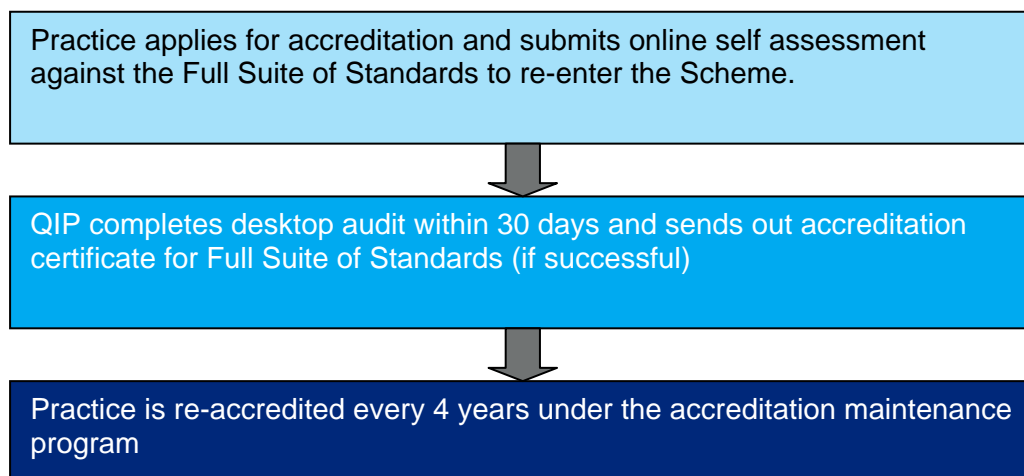 Practice applies for accreditation and submits online self assessment
against the Full Suite of Standards to re-enter the Scheme.
QIP completes desktop audit within 30 days and sends out accreditation
certificate for Full Suite of Standards (if successful)
Practice is re-accredited every 4 years under the accreditation maintenance
program